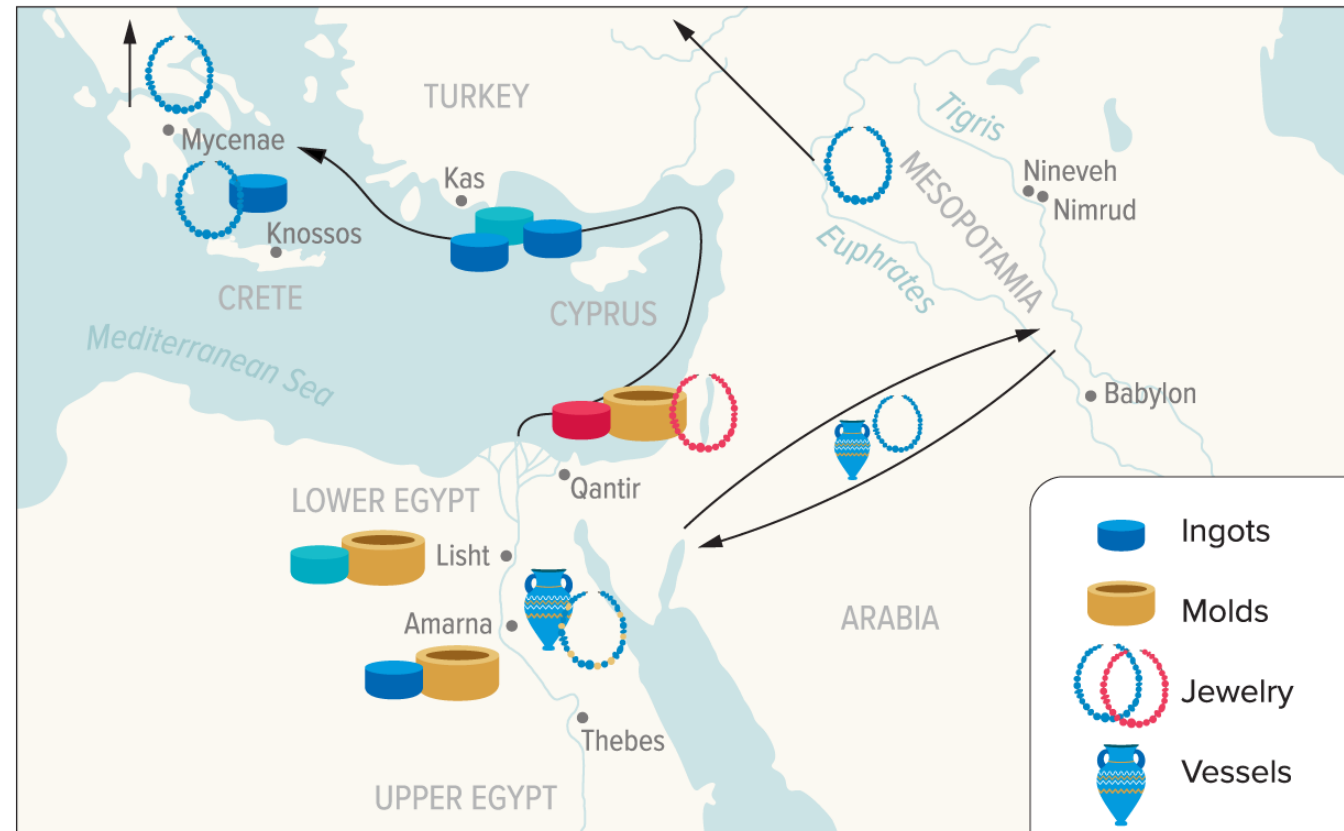 TURKEY
Tigris
Mycenae
Kas
Nineveh
Nimrud
MESOPOTAMIA
Knossos
Euphrates
CRETE
CYPRUS
Mediterranean Sea
Babylon
Qantir
LOWER EGYPT
Lisht
Amarna
ARABIA
Thebes
UPPER EGYPT
Ingots
Molds
Jewelry
Vessels